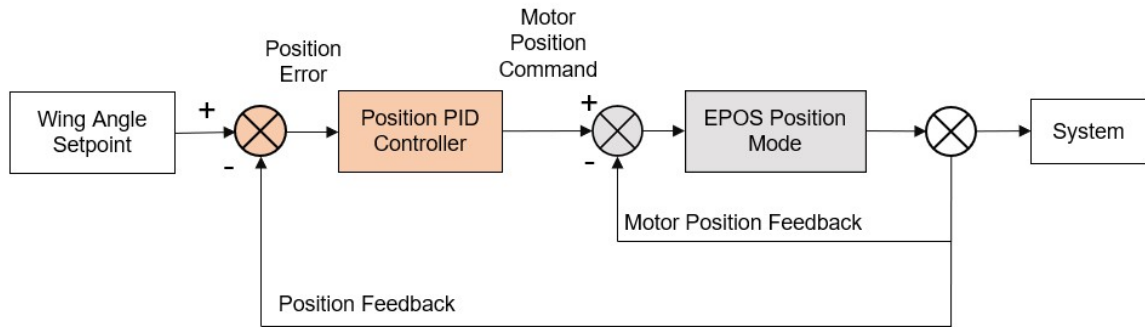 Motor
Position
Command
Position
Error
+
+
Wing Angle
Setpoint
Position PID
Controller
EPOS Position
Mode
System
-
-
Motor Position Feedback
Position Feedback